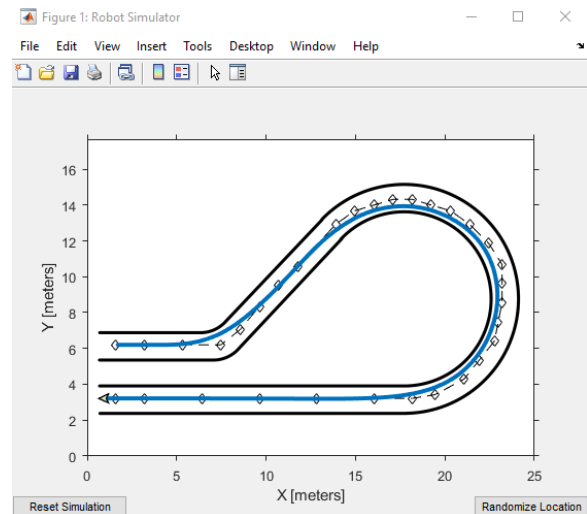 Figure 1: Robot Simulator
File Edit View Insert Tools Desktop Window Help
16
14
12
10
8
6
4
2
0
Y [meters]
0 5 10 15 20 25
X [meters]
Reset Simulation
Randomize Location